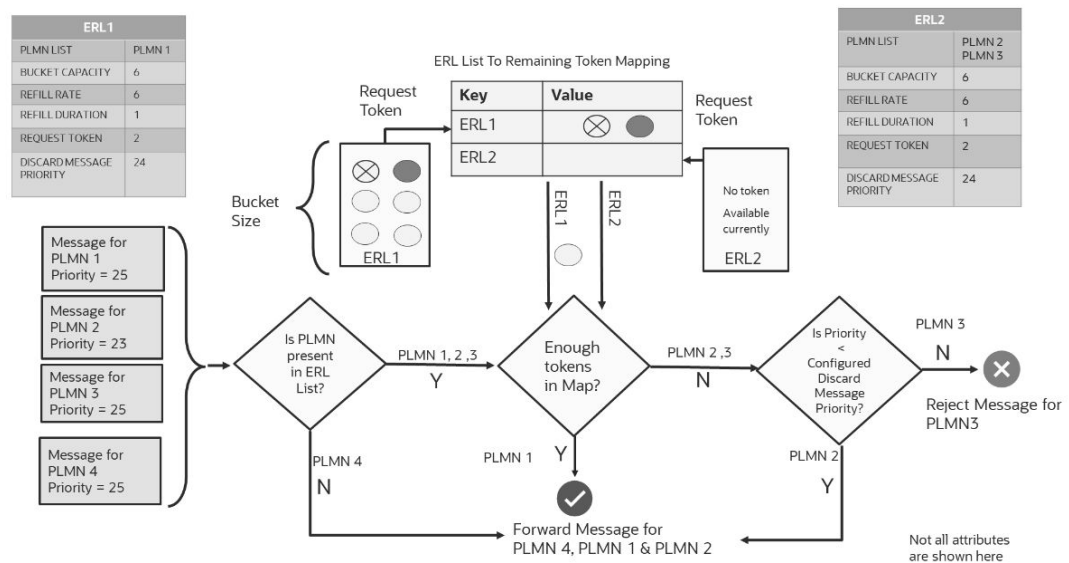 ERL1
PLMN LIST PLMN 1
BUCKET CAPACITY 6
REFILL RATE 6
REFILL DURATION 1
REQUEST TOKEN 2
DISCARD MESSAGE 24
PRIORITY
ERL2
PLMN LIST PLMN 2
PLMN 3
BUCKET CAPACITY 6
REFILL RATE 6
REFILL DURATION 1
REQUEST TOKEN 2
DISCARD MESSAGE 24
PRIORITY
ERL List To Remaining Token Mapping
Key Value
ERL1
ERL2
Request
Token
Request
Token
Bucket
Size
ERL1
No token
Available
currently
ERL2
ERL1
ERL2
Message for
PLMN 1
Priority = 25
Message for
PLMN 2
Priority = 23
Message for
PLMN 3
Priority = 25
Message for
PLMN 4
Priority = 25
Is PLMN
present
in ERL
List?
PLMN 1, 2 ,3
Y
Enough
tokens
in Map?
PLMN 2 ,3
N
Is Priority
<
Configured
Discard
Message
Priority?
PLMN 3
N
Reject Message for
PLMN3
PLMN 4
N
PLMN 1
Y
PLMN 2
Y
Forward Message for
PLMN 4, PLMN 1 & PLMN 2
Not all attributes
are shown here